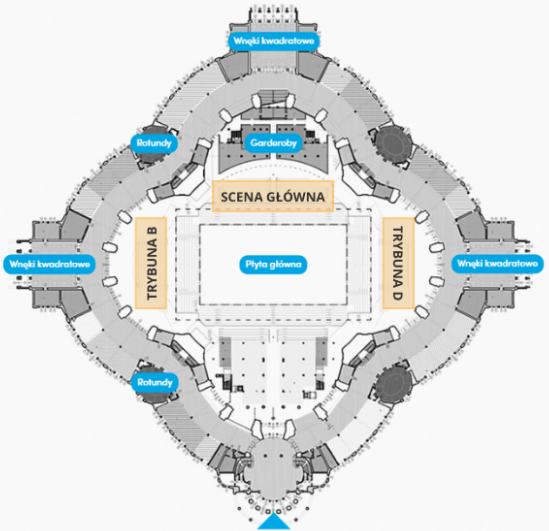 Wnęki kwadratowe
Rotundy
Garderoby
SCENA GŁÓWNA
TRYBUNA B
TRYBUNA D
Wnęki kwadratowe
Płyta główna
Wnęki kwadratowe
Rotundy